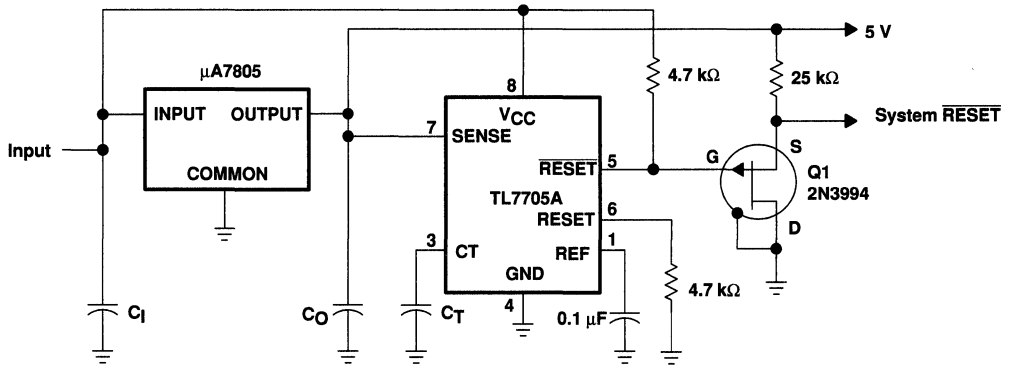 5 V
μA7805
4.7 kΩ
25 kΩ
8
INPUT OUTPUT
VCC
System RESET
7
SENSE
Input
COMMON
RESET
5
G
S
Q1
2N3994
TL7705A
RESET
6
D
3
CT
REF
1
GND
4
4.7 kΩ
CI
CO
CT
0.1 μF